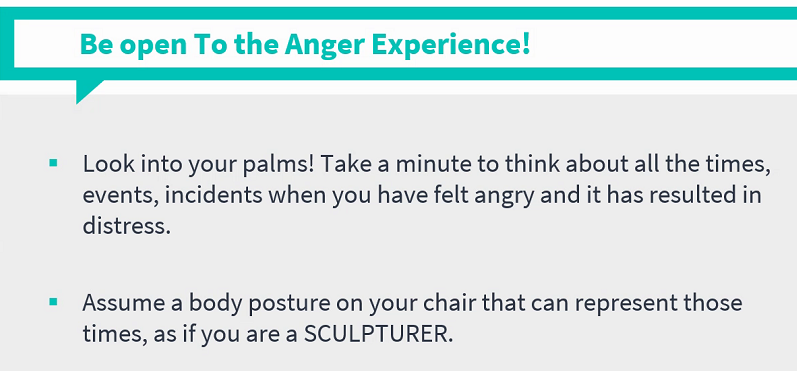 Be open To the Anger Experience!
Look into your palms! Take a minute to think about all the times,
events, incidents when you have felt angry and it has resulted in
distress.
Assume a body posture on your chair that can represent those
times, as if you are a SCULPTURER.